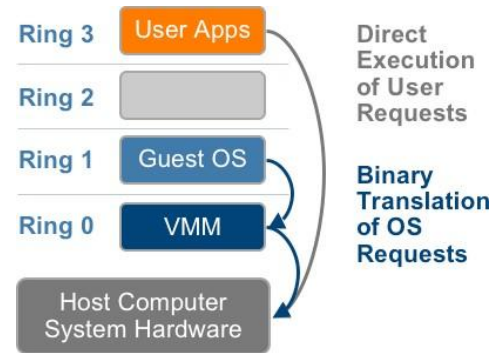 Ring 3
User Apps
Ring 2
Ring 1
Guest OS
Ring 0
VMM
Host Computer
System Hardware
Direct
Execution
of User
Requests
Binary
Translation
of OS
Requests